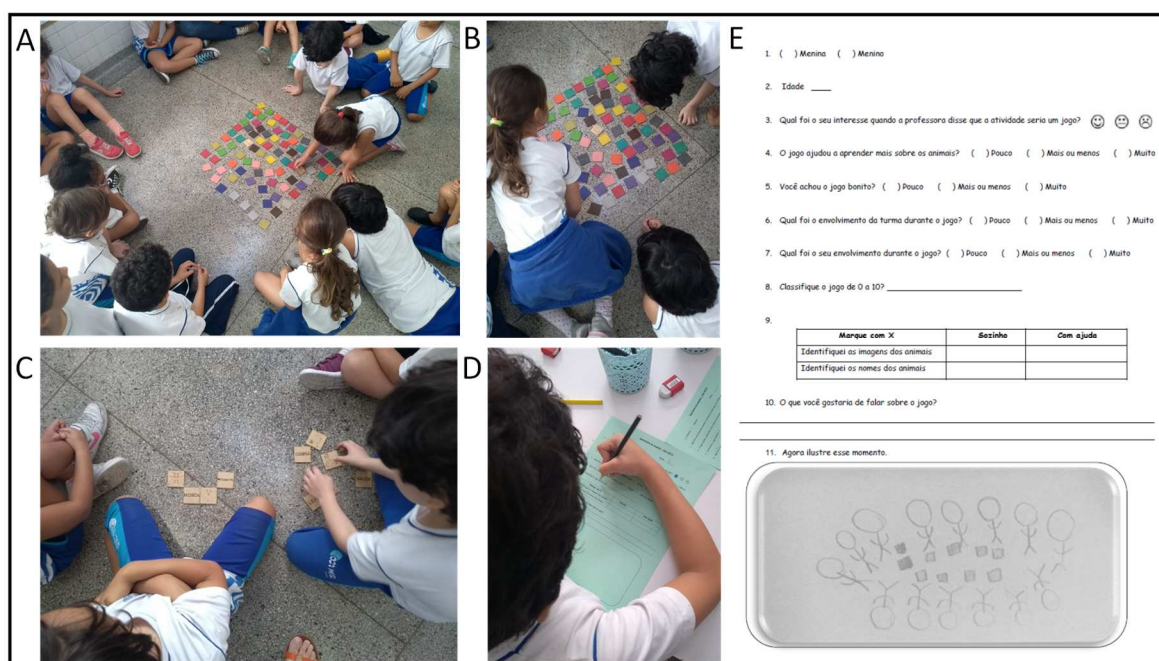 A
B
C
D
E
1. ( ) Menina ( ) Menino
2. Idade ____
3. Qual foi o seu interesse quando a professora disse que a atividade seria um jogo?
4. O jogo ajudou a aprender mais sobre os animais? ( ) Pouco ( ) Mais ou menos ( ) Muito
5. Você achou o jogo bonito? ( ) Pouco ( ) Mais ou menos ( ) Muito
6. Qual foi o envolvimento da turma durante o jogo? ( ) Pouco ( ) Mais ou menos ( ) Muito
7. Qual foi o seu envolvimento durante o jogo? ( ) Pouco ( ) Mais ou menos ( ) Muito
8. Classifique o jogo de 0 a 10? ____________________
9.
Marque com X Sozinho Com ajuda
Identifiquei as imagens dos animais
Identifiquei os nomes dos animais
10. O que você gostaria de falar sobre o jogo?
11. Agora ilustre esse momento.